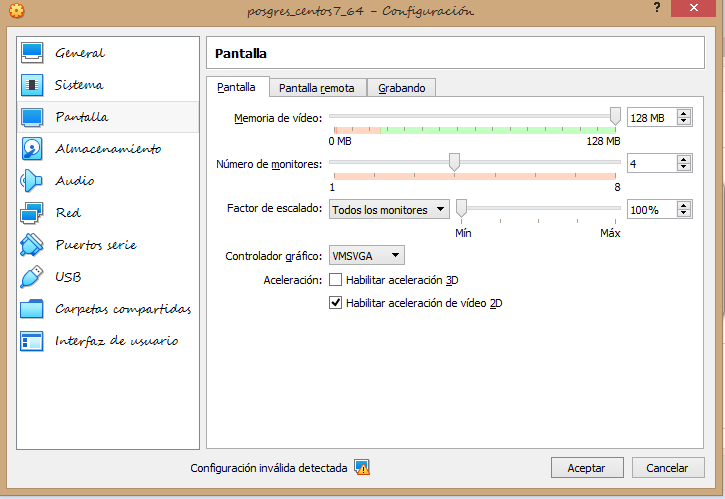 posgres_centos7_64 - Configuración
? x
General
Sistema
Pantalla
Almacenamiento
Audio
Red
Puertos serie
USB
Carpetas compartidas
Interfaz de usuario
Pantalla
Pantalla Pantalla remota Grabando
Memoria de vídeo: 128 MB
0 MB 128 MB
Número de monitores: 4
1 8
Factor de escalado: Todos los monitores 100%
Mín Máx
Controlador gráfico: VMSVGA
Aceleración: Habilitar aceleración 3D
Habilitar aceleración de vídeo 2D
Configuración inválida detectada
Aceptar Cancelar